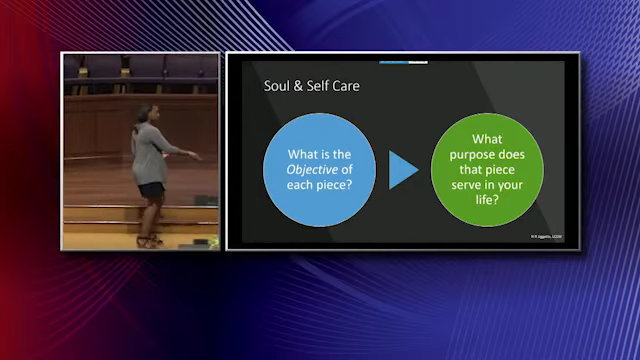 Soul & Self Care
What is the
Objective of
each piece?
What
purpose does
that piece
serve in your
life?